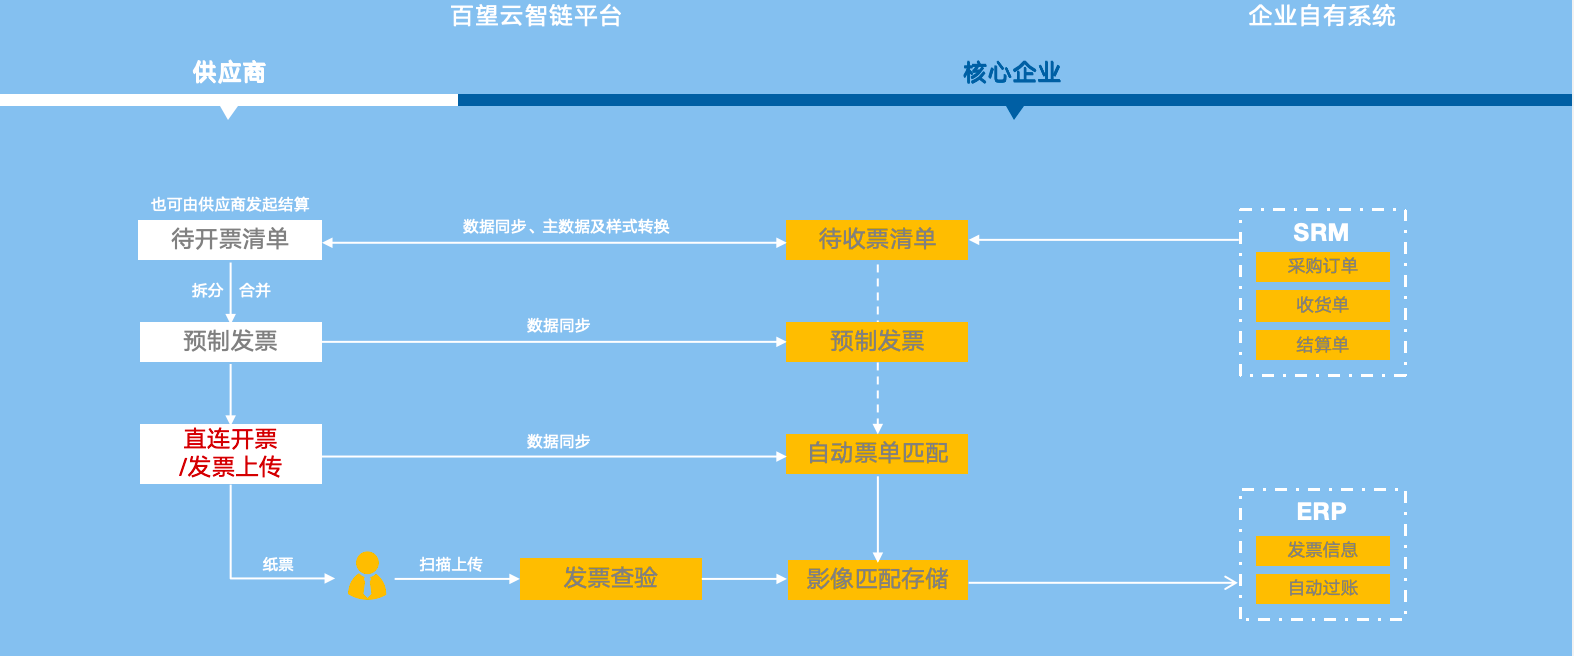 百望云智链平台
企业自有系统
供应商
核心企业
也可由供应商发起结算
待开票清单
数据同步、主数据及样式转换
待收票清单
SRM
采购订单
收货单
结算单
拆分
合并
预制发票
数据同步
预制发票
直连开票
/发票上传
数据同步
自动票单匹配
ERP
发票信息
自动过账
纸票
扫描上传
发票查验
影像匹配存储